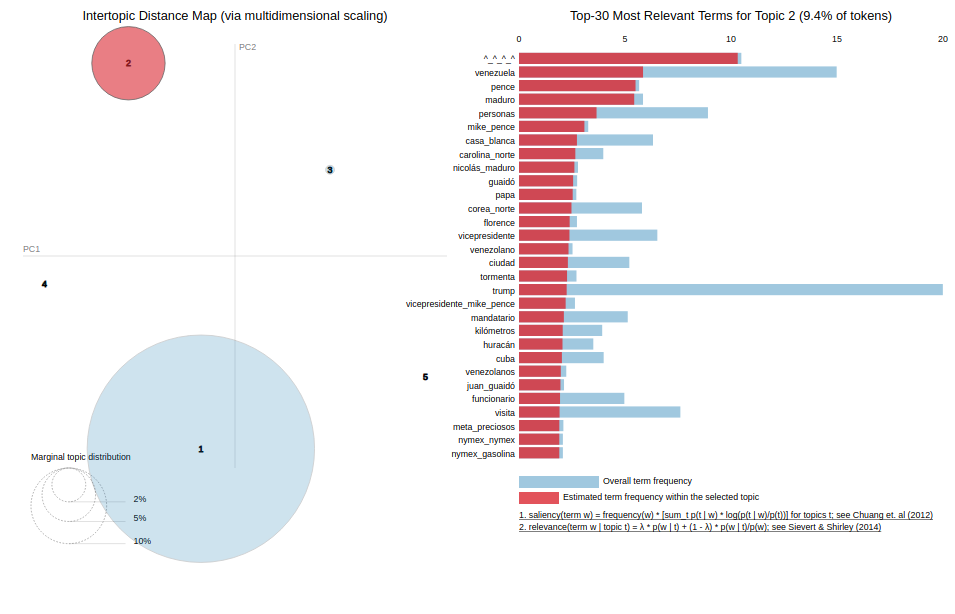 Intertopic Distance Map (via multidimensional scaling)
PC2
PC1
2
3
4
5
1
Marginal topic distribution
2%
5%
10%
Top-30 Most Relevant Terms for Topic 2 (9.4% of tokens)
0 5 10 15 20
^_^_^_^
venezuela
pence
maduro
personas
mike_pence
casa_blanca
carolina_norte
nicolás_maduro
guaidó
papa
corea_norte
florence
vicepresidente
venezolano
ciudad
tormenta
trump
vicepresidente_mike_pence
mandatario
kilómetros
huracán
cuba
venezolanos
juan_guaidó
funcionario
visita
meta_preciosos
nymex_nymex
nymex_gasolina
Overall term frequency
Estimated term frequency within the selected topic
1. saliency(term w) = frequency(w) * [sum_t p(t | w) * log(p(t | w)/p(t))] for topics t; see Chuang et. al (2012)
2. relevance(term w | topic t) = λ * p(w | t) + (1 - λ) * p(w | t)/p(w); see Sievert & Shirley (2014)